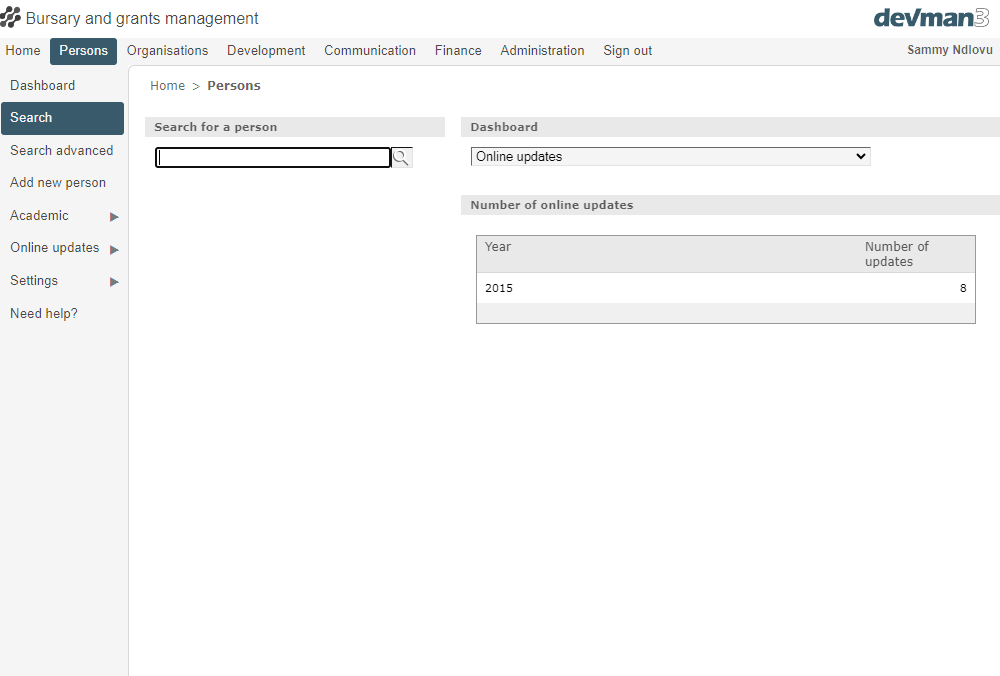 Bursary and grants management
devman3
Home Persons Organisations Development Communication Finance Administration Sign out Sammy Ndlovu
Dashboard
Search
Search advanced
Add new person
Academic
Online updates
Settings
Need help?
Home > Persons
Search for a person
Dashboard
Online updates
Number of online updates
Year Number of
updates
2015 8